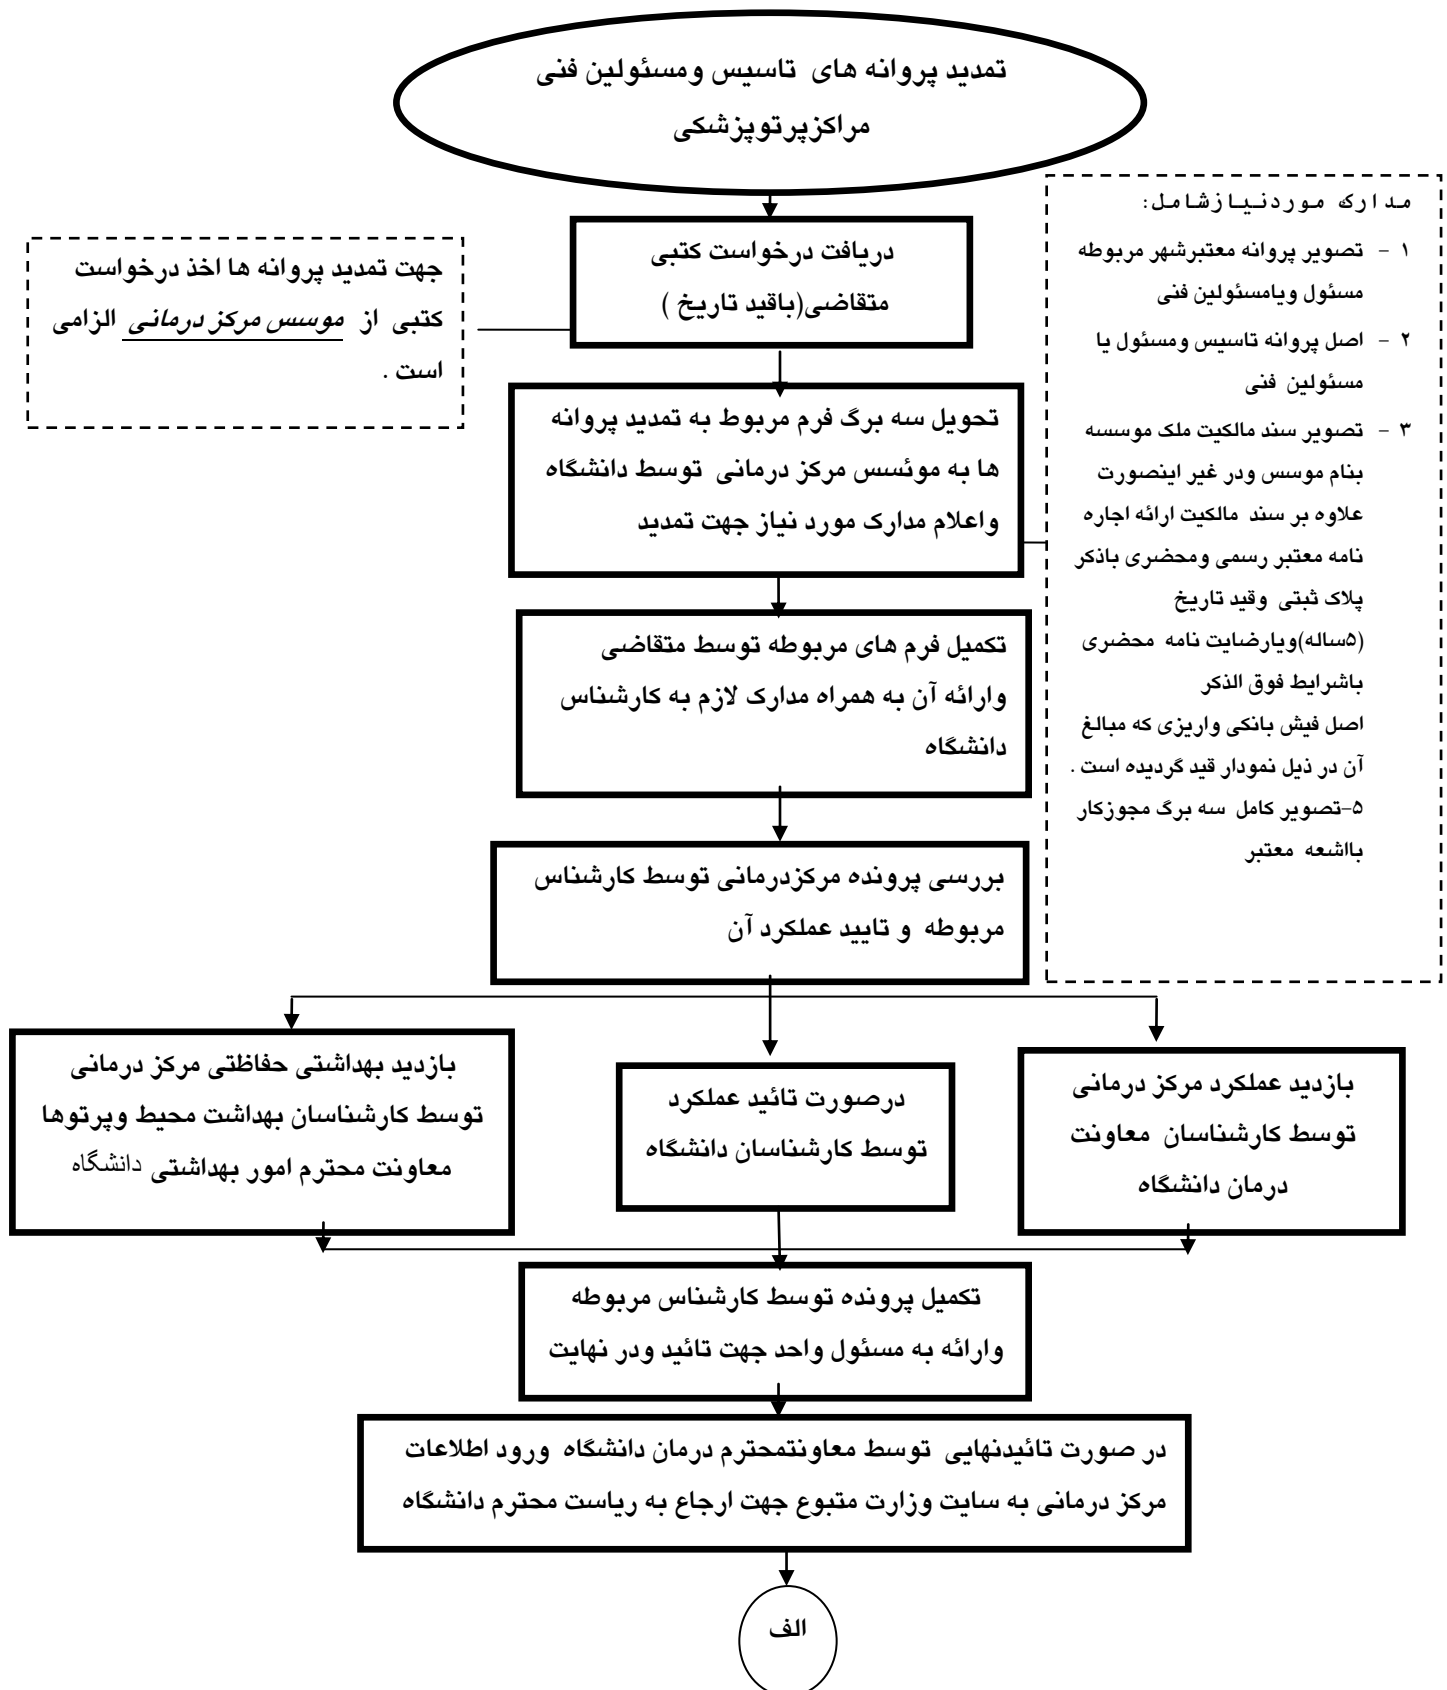 تمدید پروانه های تاسیس ومسئولین فنی
مراکزپرتوپزشکی
دریافت درخواست کتبی
متقاضی(باقید تاریخ )
جهت تمدید پروانه ها اخذ درخواست
کتبی از موسس مرکز درمانی الزامی
است .
مدارک موردنیازشامل:
۱ - تصویر پروانه معتبرشهر مربوطه
مسئول ویامسئولین فنی
۲ - اصل پروانه تاسیس ومسئول یا
مسئولین فنی
۳ - تصویر سند مالکیت ملک موسسه
بنام موسس ودر غیر اینصورت
علاوه بر سند مالکیت ارائه اجاره
نامه معتبر رسمی ومحضری باذکر
پلاک ثبتی وقید تاریخ
(۵ساله)ویارضایت نامه محضری
باشرایط فوق الذکر
اصل فیش بانکی واریزی که مبالغ
آن در ذیل نمودار قید گردیده است .
۵-تصویر کامل سه برگ مجوزکار
بااشعه معتبر
تحویل سه برگ فرم مربوط به تمدید پروانه
ها به موئسس مرکز درمانی توسط دانشگاه
واعلام مدارک مورد نیاز جهت تمدید
تکمیل فرم های مربوطه توسط متقاضی
وارائه آن به همراه مدارک لازم به کارشناس
دانشگاه
بررسی پرونده مرکزدرمانی توسط کارشناس
مربوطه و تایید عملکرد آن
بازدید عملکرد مرکز درمانی
توسط کارشناسان معاونت
درمان دانشگاه
درصورت تائید عملکرد
توسط کارشناسان دانشگاه
بازدید بهداشتی حفاظتی مرکز درمانی
توسط کارشناسان بهداشت محیط وپرتوها
معاونت محترم امور بهداشتی دانشگاه
تکمیل پرونده توسط کارشناس مربوطه
وارائه به مسئول واحد جهت تائید ودر نهایت
در صورت تائیدنهایی توسط معاونتمحترم درمان دانشگاه ورود اطلاعات
مرکز درمانی به سایت وزارت متبوع جهت ارجاع به ریاست محترم دانشگاه
الف